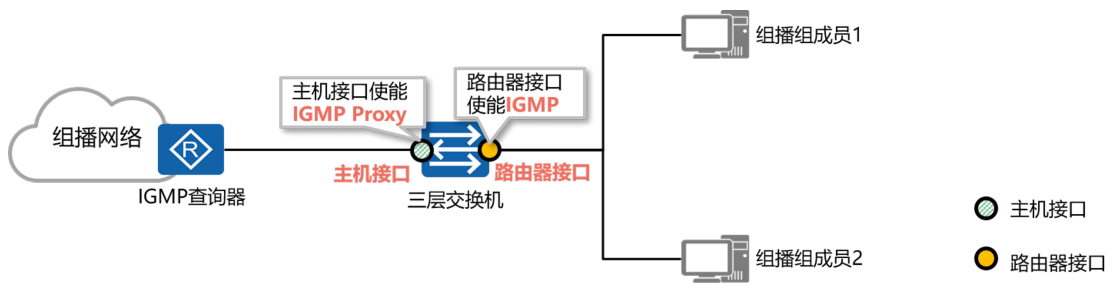 组播组成员1
主机接口使能
IGMP Proxy
路由器接口
使能IGMP
组播网络
R
主机接口
路由器接口
IGMP查询器
三层交换机
主机接口
组播组成员2
路由器接口